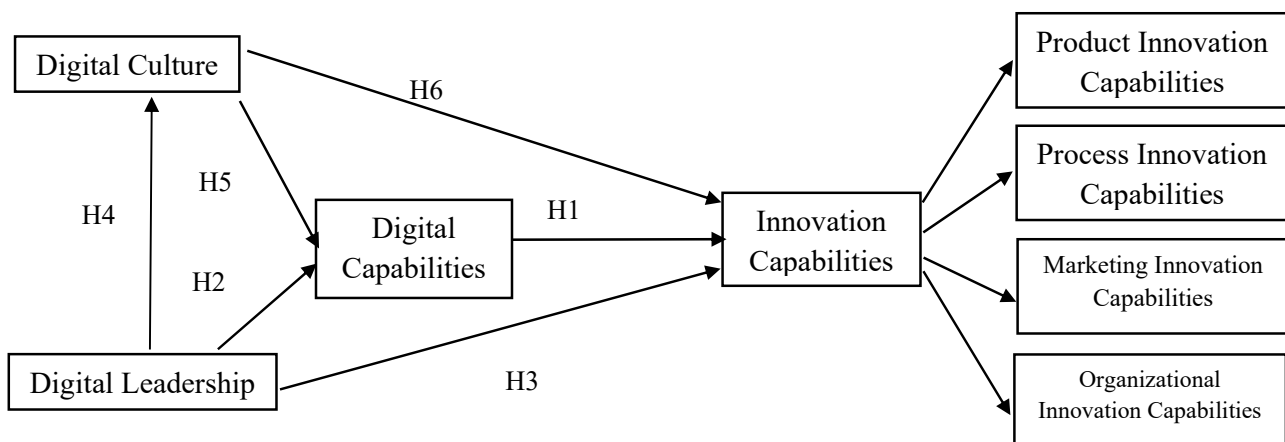 Digital Culture
H6
Product Innovation
Capabilities
Process Innovation
Capabilities
H5
H4
Digital
Capabilities
H1
Innovation
Capabilities
Marketing Innovation
Capabilities
H2
Digital Leadership
H3
Organizational
Innovation Capabilities